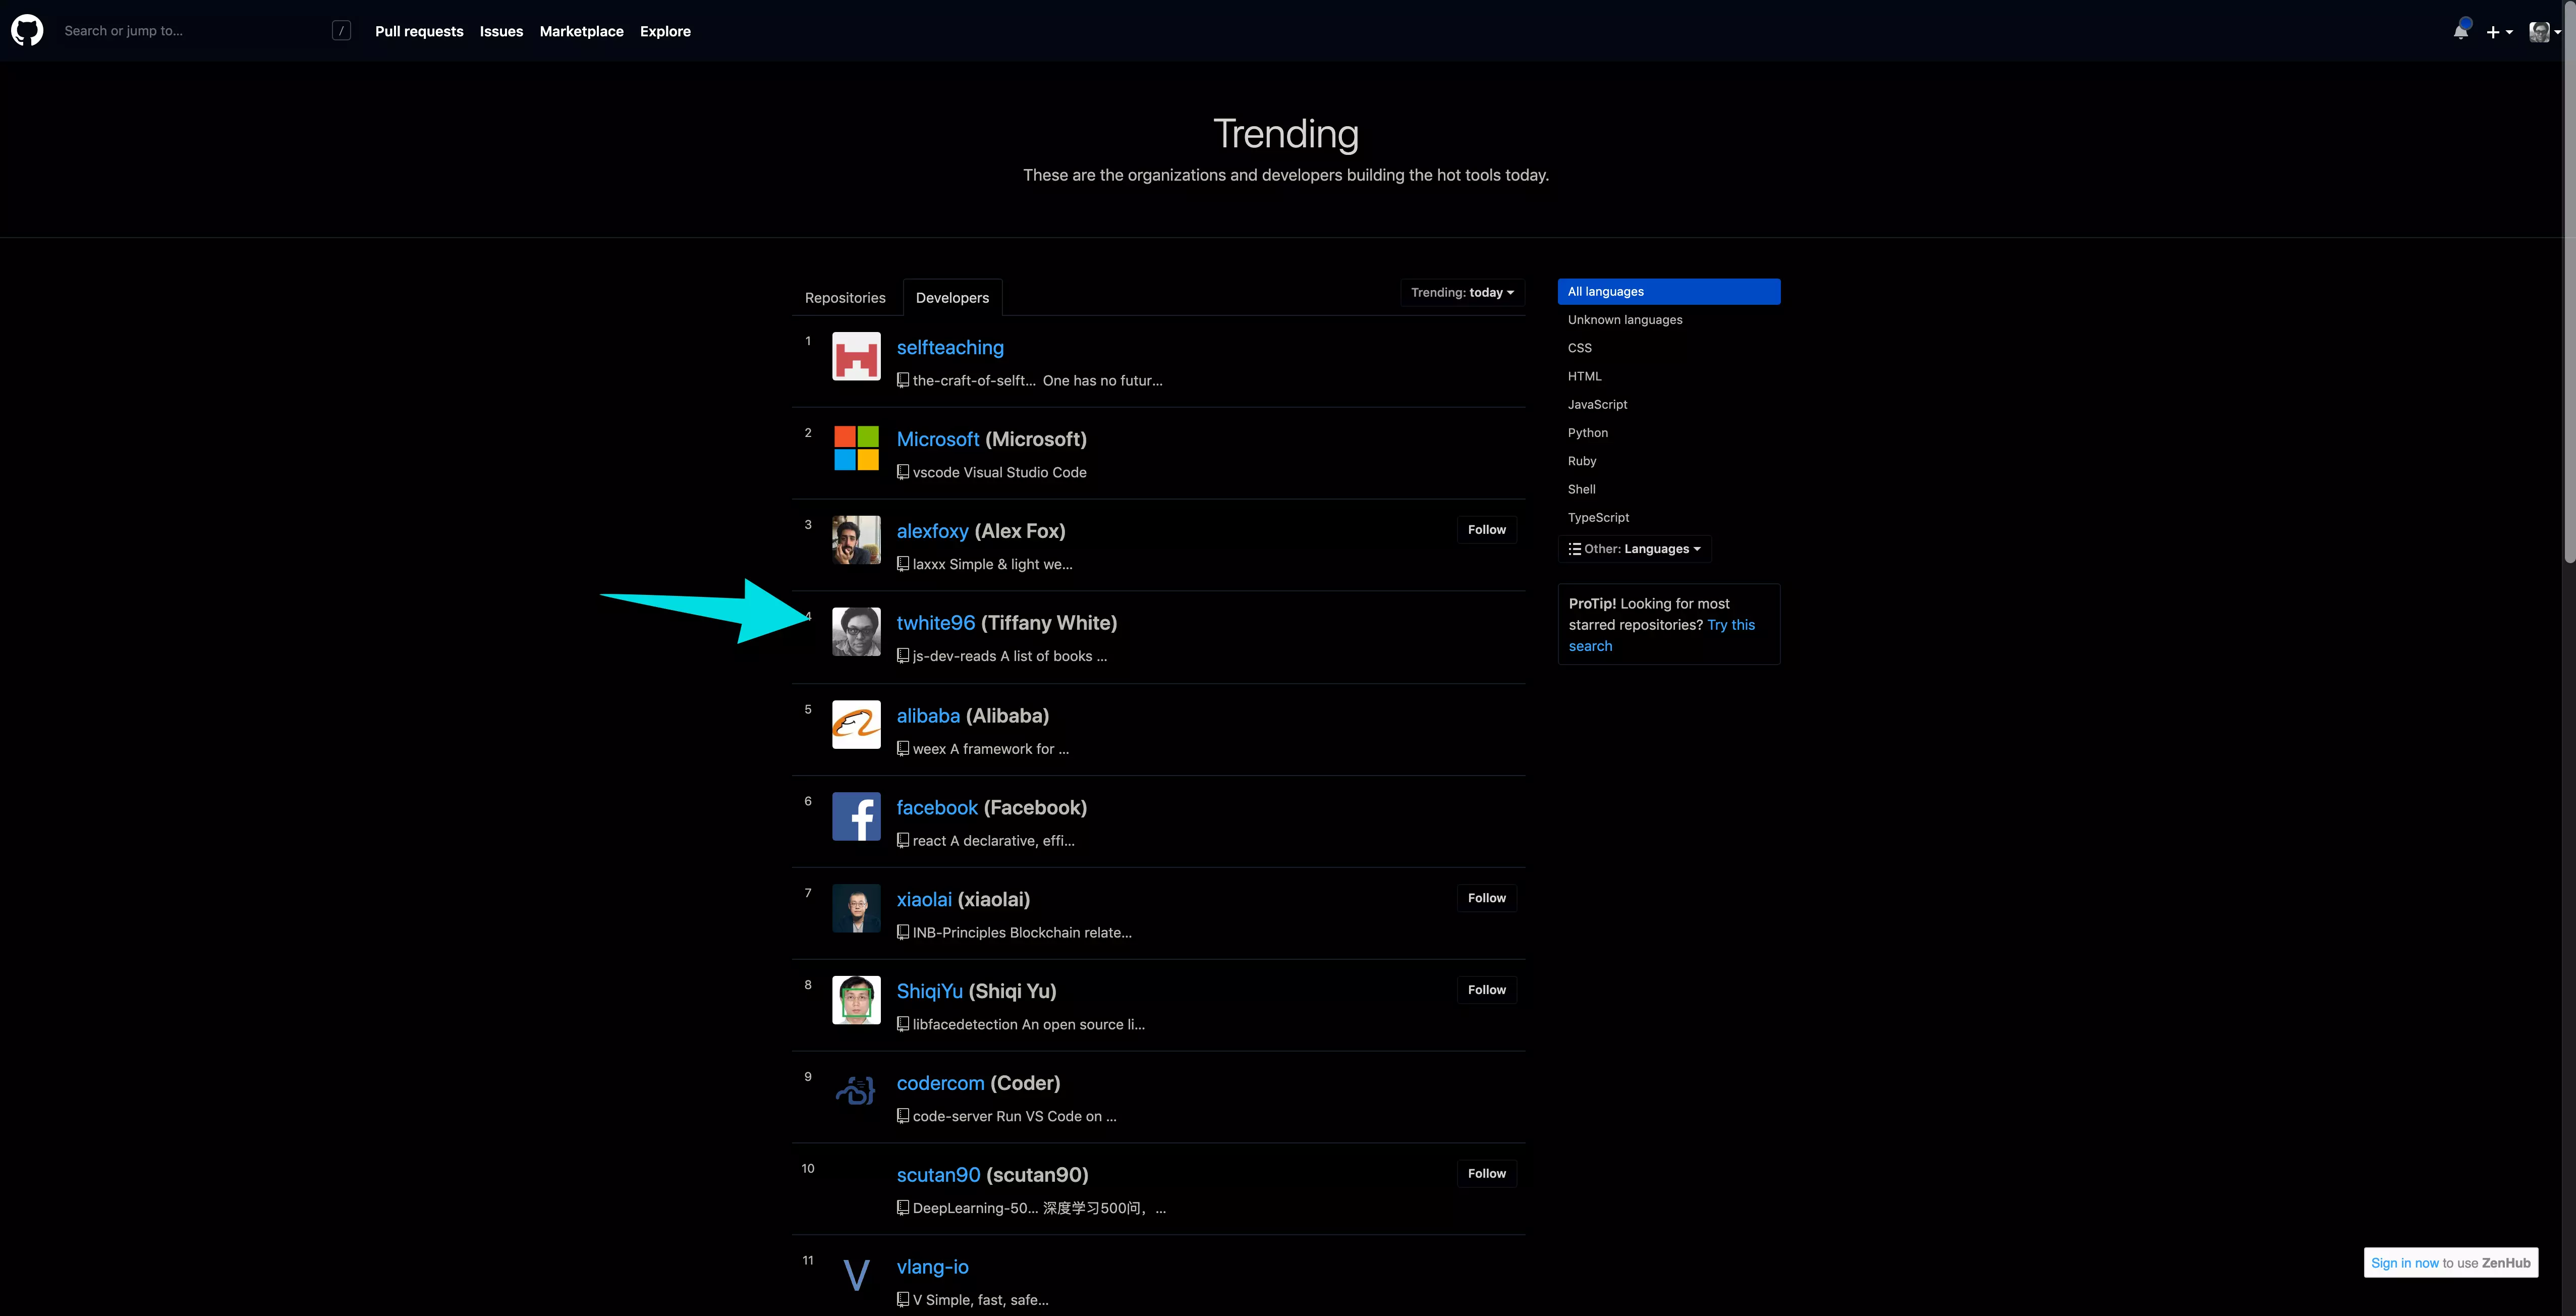 Search or jump to...
/
Pull requests Issues Marketplace Explore
Trending
These are the organizations and developers building the hot tools today.
Repositories Developers
Trending: today
1
selfteaching
the-craft-of-selft... One has no futur...
2
Microsoft (Microsoft)
vscode Visual Studio Code
3
alexfoxy (Alex Fox)
Follow
laxxx Simple & light we...
4
twhite96 (Tiffany White)
js-dev-reads A list of books ...
5
alibaba (Alibaba)
weex A framework for ...
6
facebook (Facebook)
react A declarative, effi...
7
xiaolai (xiaolai)
Follow
INB-Principles Blockchain relate...
8
ShiqiYu (Shiqi Yu)
Follow
libfacedetection An open source li...
9
codercom (Coder)
code-server Run VS Code on ...
10
scutan90 (scutan90)
Follow
DeepLearning-50... 深度学习500问，...
11
V
vlang-io
V Simple, fast, safe...
All languages
Unknown languages
CSS
HTML
JavaScript
Python
Ruby
Shell
TypeScript
Other: Languages
ProTip! Looking for most
starred repositories? Try this
search
Sign in now to use ZenHub